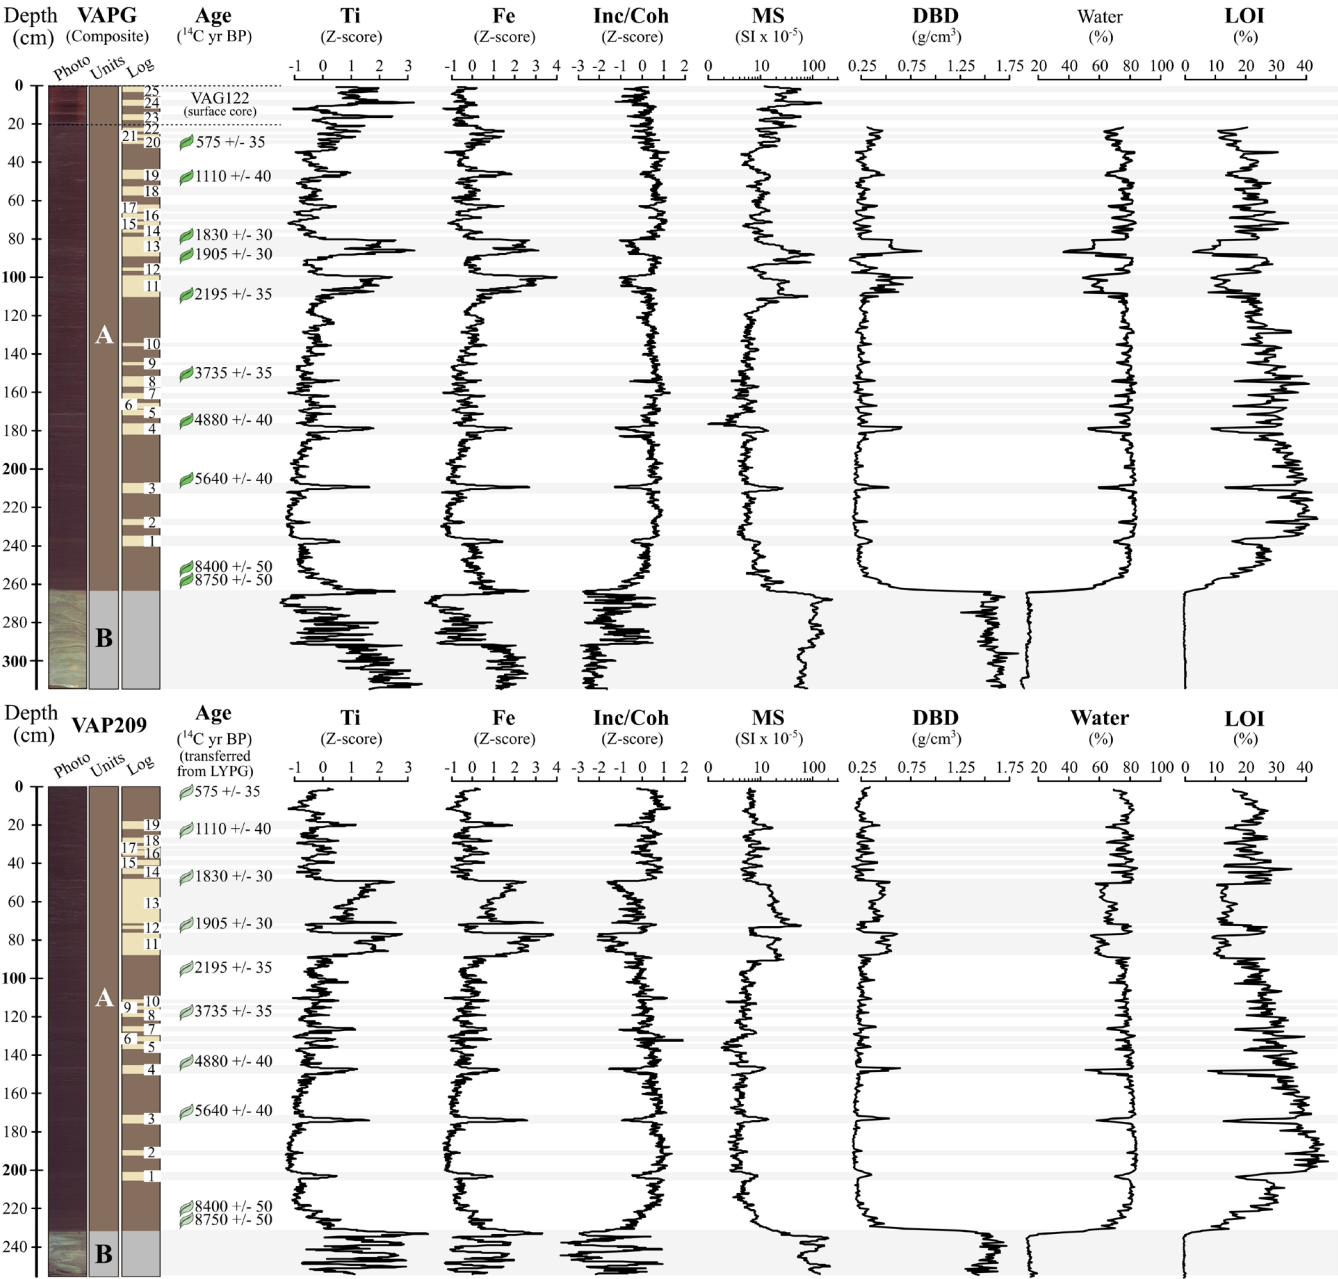 Depth VAPG Age Ti Fe Inc/Coh MS DBD Water LOI
(cm) (Composite) (¹⁴C yr BP) (Z-score) (Z-score) (Z-score) (SI x 10⁻⁵) (g/cm³) (%) (%)
Photo Units Log
-1 0 1 2 3 -1 0 1 2 3 4 -3 -2 -1 0 1 2 0 10 100 0.25 0.75 1.25 1.75 20 40 60 80 100 0 10 20 30 40
0
25
24
VAG122
(surface core)
23
20
22
21
20
575 +/- 35
40
19
1110 +/- 40
18
60
17
16
15
14
1830 +/- 30
80
13
1905 +/- 30
12
100
11
2195 +/- 35
120
A
10
140
9
3735 +/- 35
8
160
7
6
5
4880 +/- 40
180
4
200
5640 +/- 40
3
220
2
1
240
8400 +/- 50
8750 +/- 50
260
280
B
300
Depth VAP209 Age Ti Fe Inc/Coh MS DBD Water LOI
(cm) (¹⁴C yr BP) (Z-score) (Z-score) (Z-score) (SI x 10⁻⁵) (g/cm³) (%) (%)
(transferred
from LYPG)
Photo Units Log
-1 0 1 2 3 -1 0 1 2 3 4 -3 -2 -1 0 1 2 0 10 100 0.25 0.75 1.25 1.75 20 40 60 80 100 0 10 20 30 40
0
575 +/- 35
20
19
1110 +/- 40
18
17
16
40
15
14
1830 +/- 30
60
13
1905 +/- 30
12
80
11
2195 +/- 35
100
A
10
9
3735 +/- 35
8
120
7
6
5
140
4880 +/- 40
4
160
5640 +/- 40
3
180
2
200
1
8400 +/- 50
220
8750 +/- 50
240
B